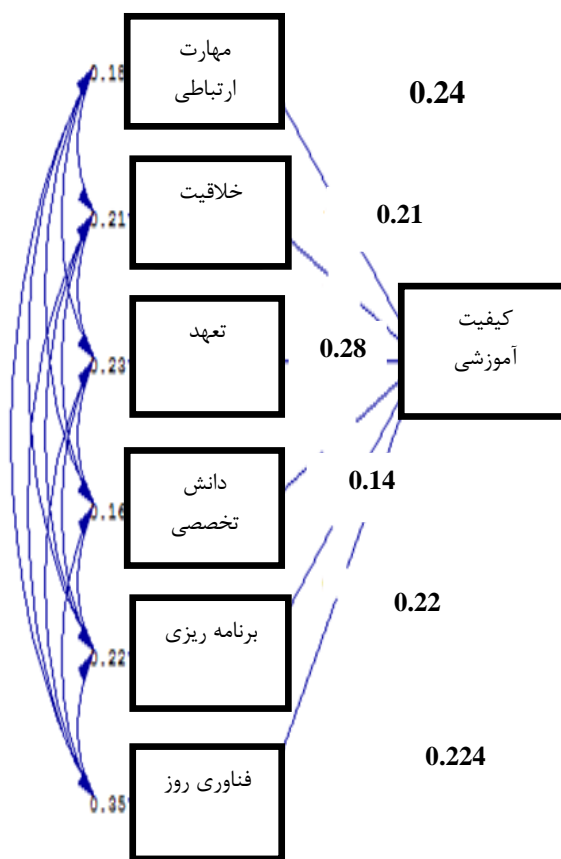 0.18
مهارت
ارتباطی
0.24
0.21
خلاقیت
0.21
0.23
تعهد
0.28
کیفیت
آموزشی
0.16
دانش
تخصصی
0.14
0.22
برنامه ریزی
0.22
0.35
فناوری روز
0.224